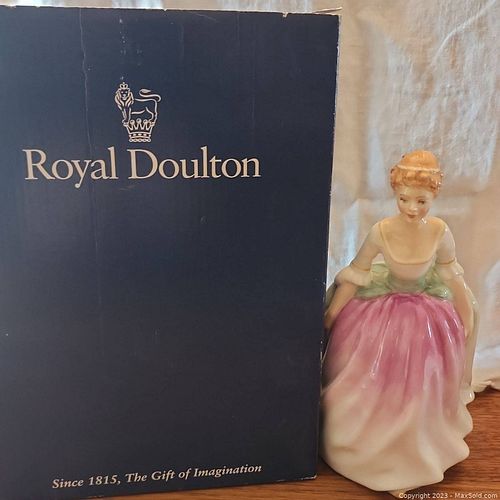 Royal Doulton
Since 1815, The Gift of Imagination
Copyright 2023 - MaxSold.com